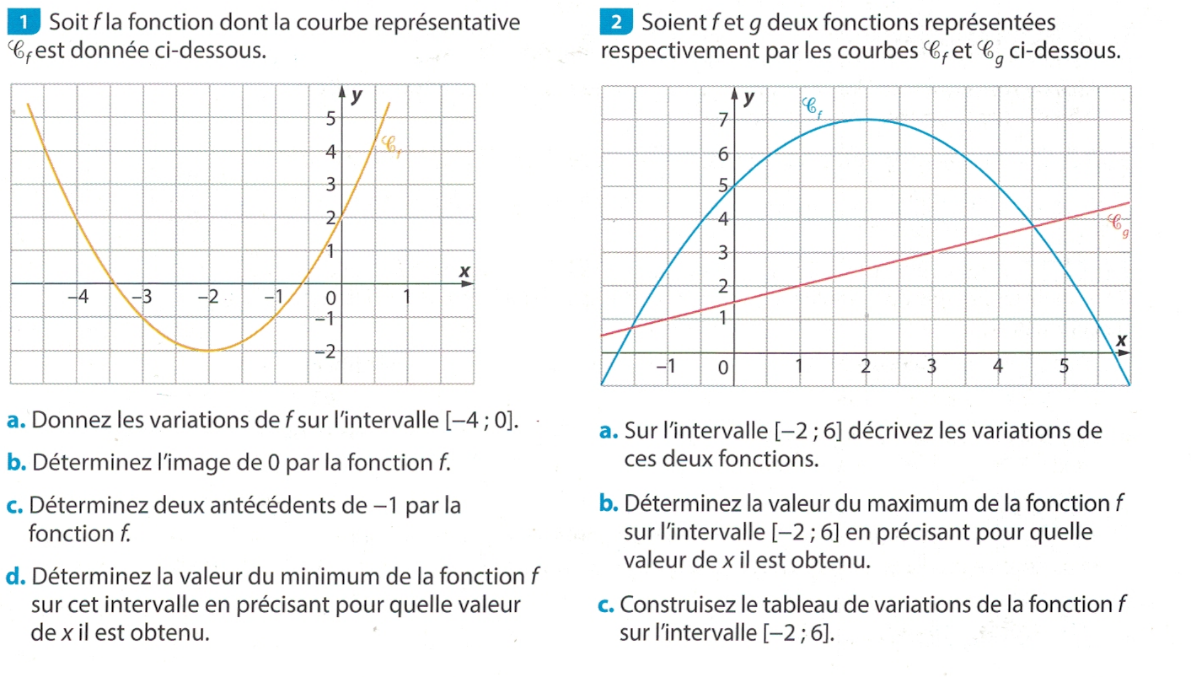 1 Soit f la fonction dont la courbe représentative
𝒞f est donnée ci-dessous.
y
5
4
𝒞f
3
2
1
x
-4 -3 -2 -1 0 1
-1
-2
a. Donnez les variations de f sur l'intervalle [–4 ; 0].
b. Déterminez l'image de 0 par la fonction f.
c. Déterminez deux antécédents de –1 par la
fonction f.
d. Déterminez la valeur du minimum de la fonction f
sur cet intervalle en précisant pour quelle valeur
de x il est obtenu.
2 Soient f et g deux fonctions représentées
respectivement par les courbes 𝒞f et 𝒞g ci-dessous.
y
𝒞f
7
6
5
4
𝒞g
3
2
1
x
-1 0 1 2 3 4 5
a. Sur l'intervalle [–2 ; 6] décrivez les variations de
ces deux fonctions.
b. Déterminez la valeur du maximum de la fonction f
sur l'intervalle [–2 ; 6] en précisant pour quelle
valeur de x il est obtenu.
c. Construisez le tableau de variations de la fonction f
sur l'intervalle [–2 ; 6].